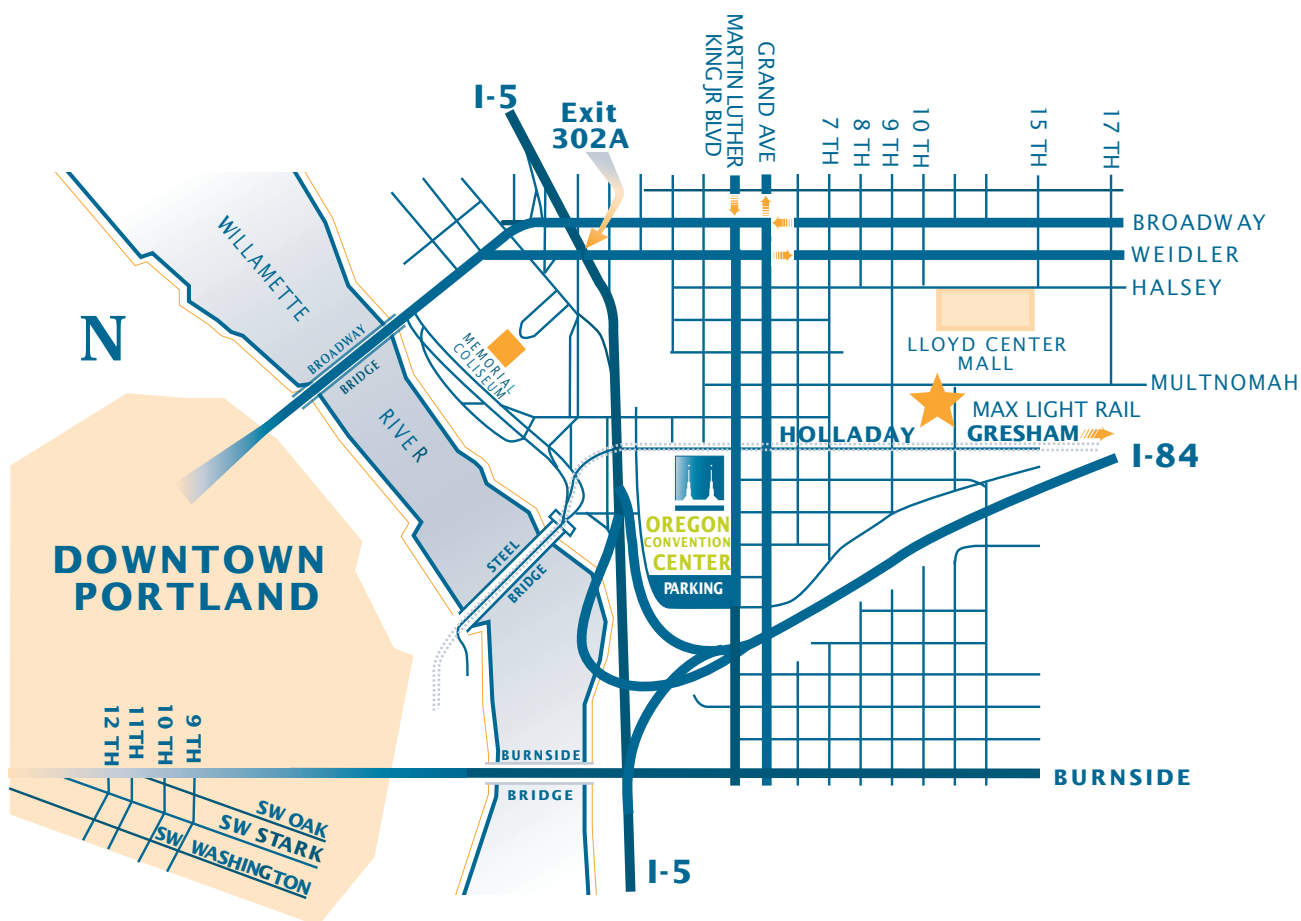 MARTIN LUTHER
KING JR BLVD
GRAND AVE
I-5
Exit
302A
7 TH
8 TH
9 TH
10 TH
15 TH
17 TH
BROADWAY
WEIDLER
HALSEY
WILLAMETTE
RIVER
N
BROADWAY
BRIDGE
MEMORIAL
COLISEUM
LLOYD CENTER
MALL
MULTNOMAH
MAX LIGHT RAIL
HOLLADAY
GRESHAM
I-84
OREGON
CONVENTION
CENTER
PARKING
STEEL
BRIDGE
DOWNTOWN
PORTLAND
12 TH
11TH
10 TH
9 TH
BURNSIDE
BRIDGE
BURNSIDE
SW OAK
SW STARK
SW WASHINGTON
I-5